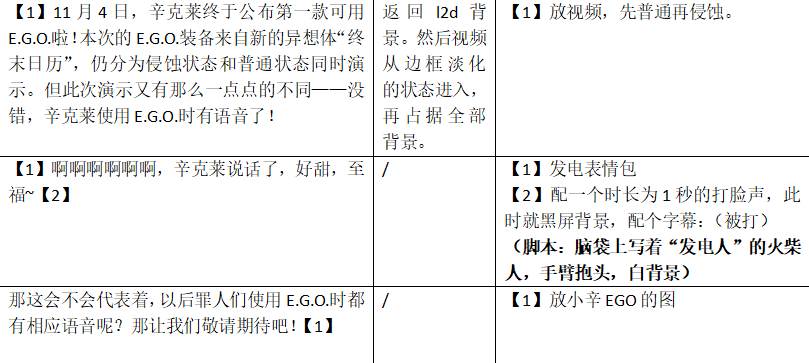 【1】11 月 4 日，辛克莱终于公布第一款可用
E.G.O.啦！本次的 E.G.O.装备来自新的异想体“终
末日历”，仍分为侵蚀状态和普通状态同时演
示。但此次演示又有那么一点点的不同——没
错，辛克莱使用 E.G.O.时有语音了！
返回 l2d 背
景。然后视频
从边框淡化
的状态进入，
再占据全部
背景。
【1】放视频，先普通再侵蚀。
【1】啊啊啊啊啊啊，辛克莱说话了，好甜，至
福~【2】
/
【1】发电表情包
【2】配一个时长为 1 秒的打脸声，此
时就黑屏背景，配个字幕：（被打）
（脚本：脑袋上写着“发电人”的火柴
人，手臂抱头，白背景）
那这会不会代表着，以后罪人们使用 E.G.O.时都
有相应语音呢？那让我们敬请期待吧！【1】
/
【1】放小辛 EGO 的图